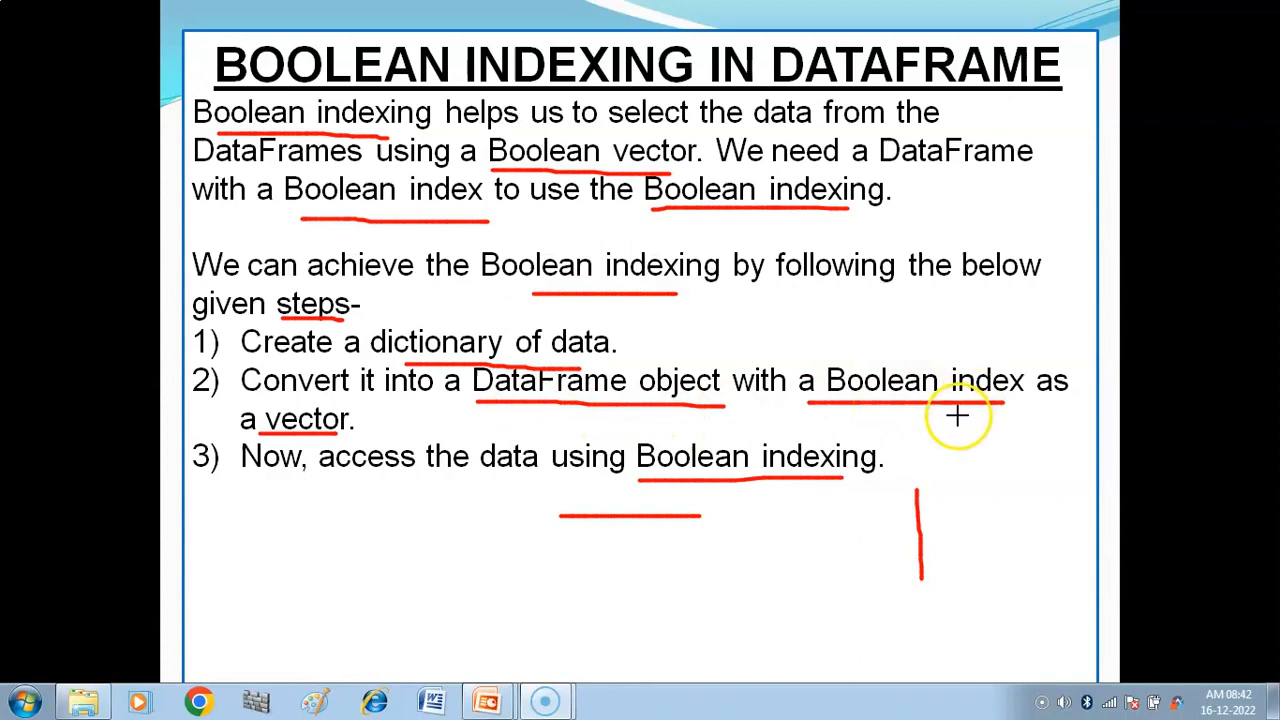 BOOLEAN INDEXING IN DATAFRAME
Boolean indexing helps us to select the data from the
DataFrames using a Boolean vector. We need a DataFrame
with a Boolean index to use the Boolean indexing.
We can achieve the Boolean indexing by following the below
given steps-
1) Create a dictionary of data.
2) Convert it into a DataFrame object with a Boolean index as
a vector.
3) Now, access the data using Boolean indexing.
AM 08:42
16-12-2022